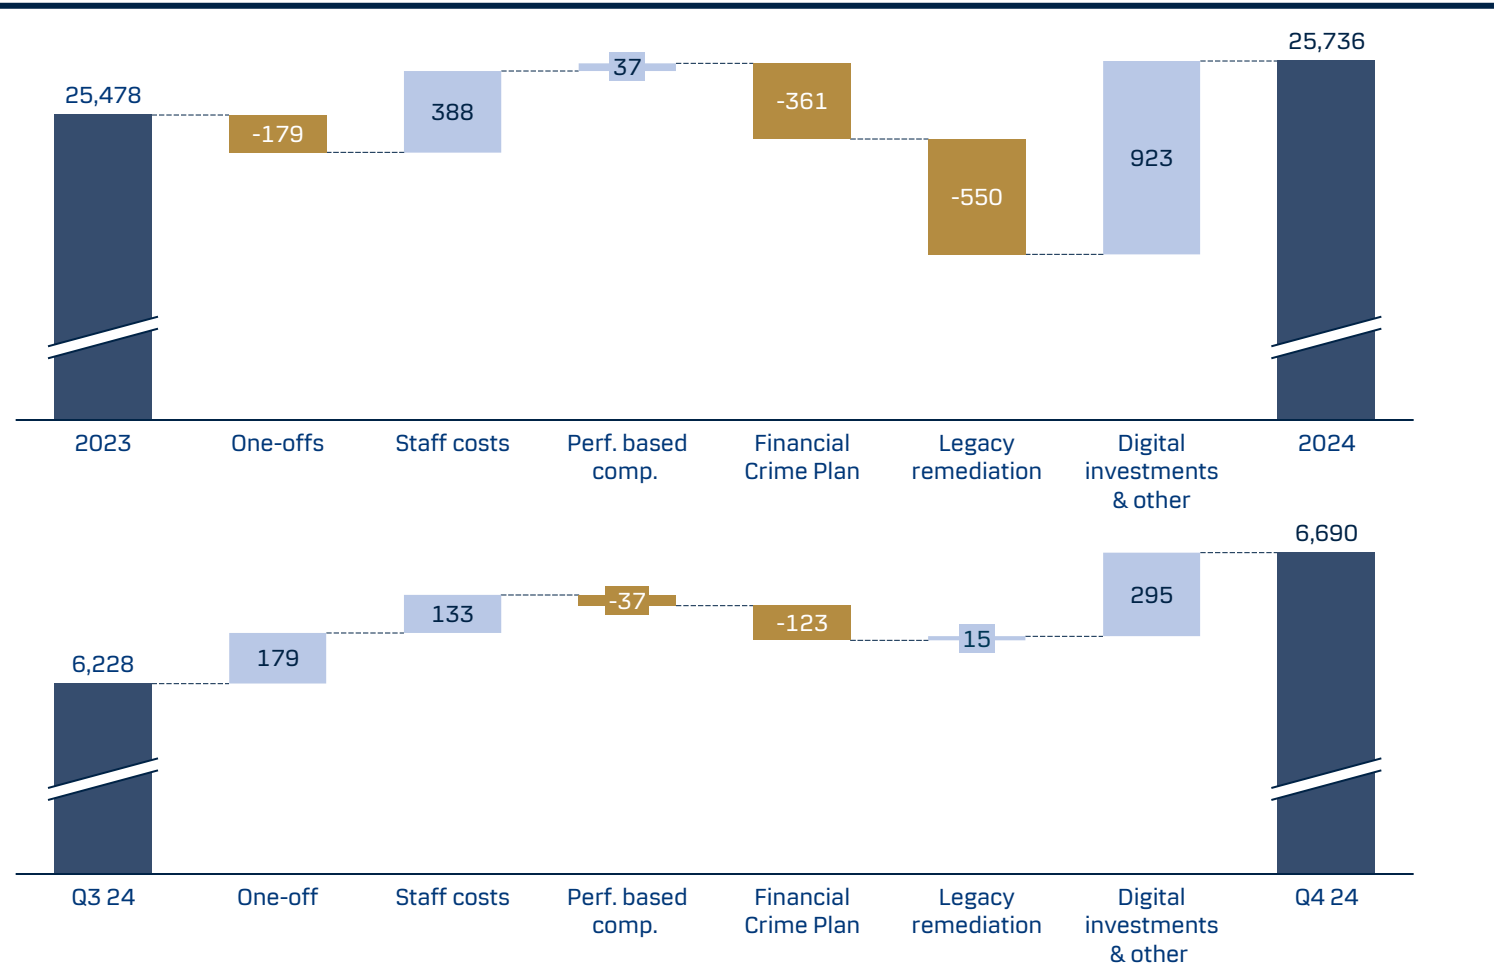 25,736
25,478
37
-361
388
-179
923
-550
2023
One-offs
Staff costs
Perf. based
comp.
Financial
Crime Plan
Legacy
remediation
Digital
investments
& other
2024
6,690
295
-37
133
-123
15
179
6,228
Q3 24
One-off
Staff costs
Perf. based
comp.
Financial
Crime Plan
Legacy
remediation
Digital
investments
& other
Q4 24